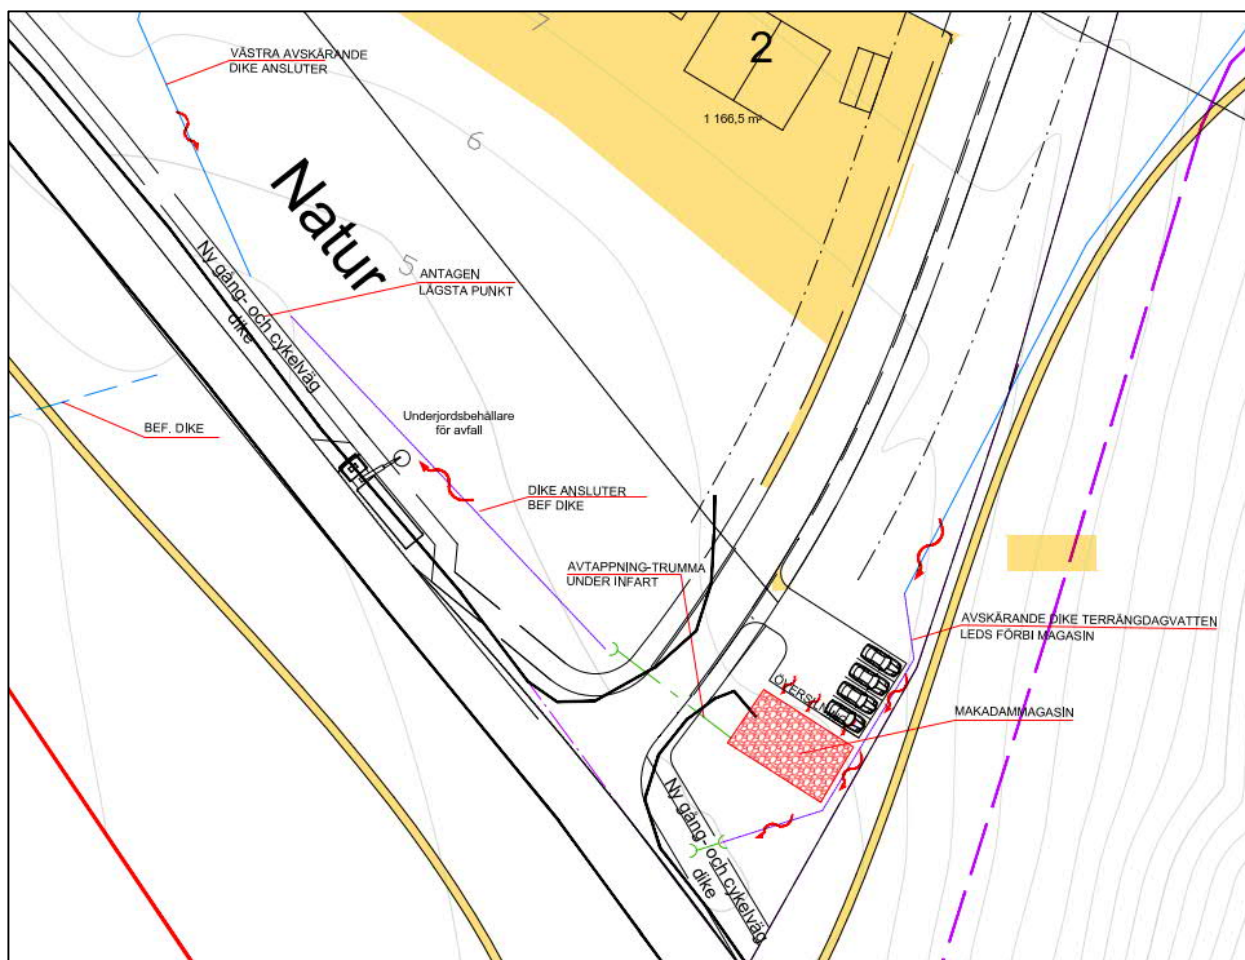 7
2
1 166,5 m²
VÄSTRA AVSKÄRANDE
DIKE ANSLUTER
6
Natur
5
Ny gång- och cykelväg
dike
ANTAGEN
LÄGSTA PUNKT
BEF. DIKE
Underjordsbehållare
för avfall
DIKE ANSLUTER
BEF DIKE
AVTAPPNING-TRUMMA
UNDER INFART
AVSKÄRANDE DIKE TERRÄNGDAGVATTEN
LEDS FÖRBI MAGASIN
MAKADAMMAGASIN
Ny gång- och cykelväg
dike